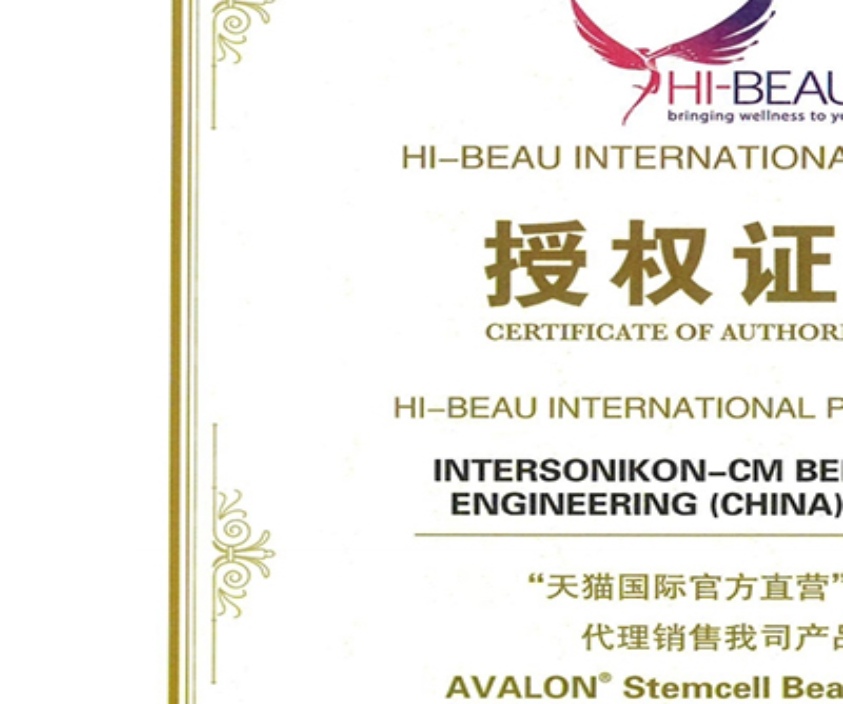 HI-BEAU
bringing wellness to
HI–BEAU INTERNATIONA
授权证
CERTIFICATE OF AUTHOR
HI–BEAU INTERNATIONAL P
INTERSONIKON–CM BE
ENGINEERING (CHINA)
“天猫国际官方直营”
代理销售我司产品
AVALON® Stemcell Bea